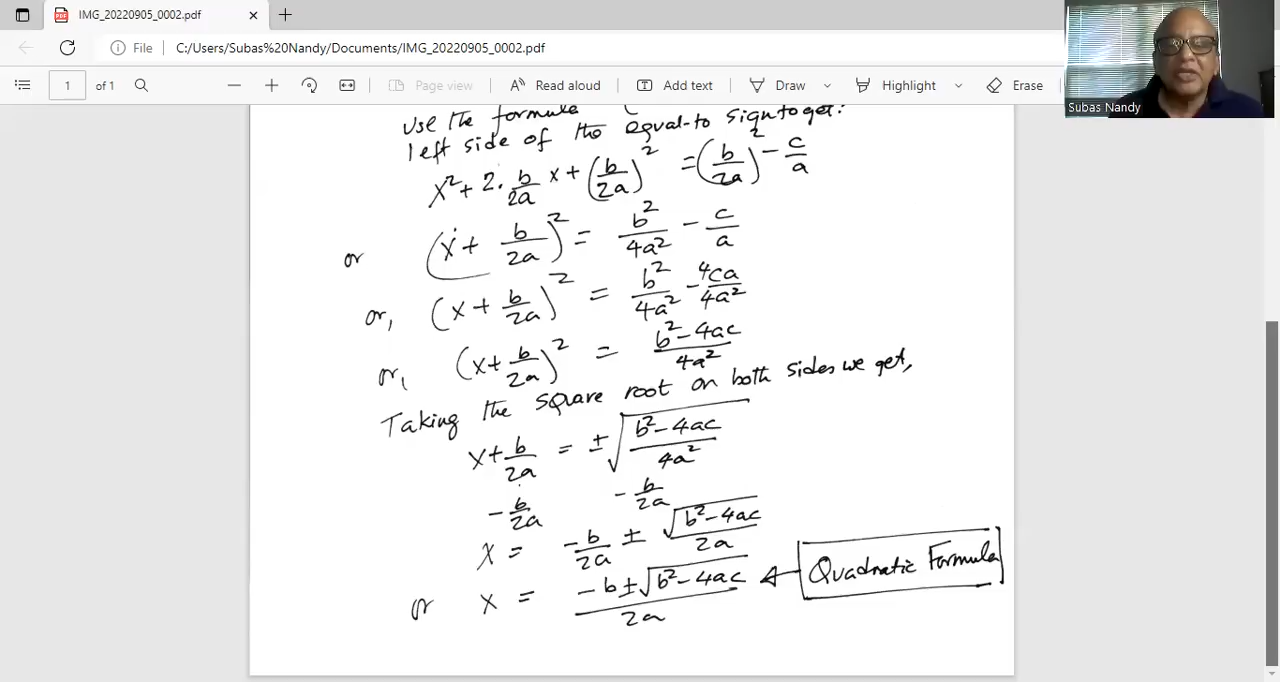 IMG_20220905_0002.pdf
File C:/Users/Subas%20Nandy/Documents/IMG_20220905_0002.pdf
1 of 1 Page view Read aloud Add text Draw Highlight Erase
Subas Nandy
Use the formula (
left side of the equal-to sign to get:
x² + 2. b/2a x + (b/2a)² = (b/2a)² - c/a
or (x + b/2a)² = b²/4a² - c/a
or, (x + b/2a)² = b²/4a² - 4ca/4a²
or, (x + b/2a)² = b² - 4ac/4a²
Taking the square root on both sides we get,
x + b/2a = ± √(b² - 4ac/4a²)
- b/2a - b/2a
x = - b/2a ± √(b² - 4ac)/2a
or x = -b ± √(b² - 4ac)/2a Quadratic Formula